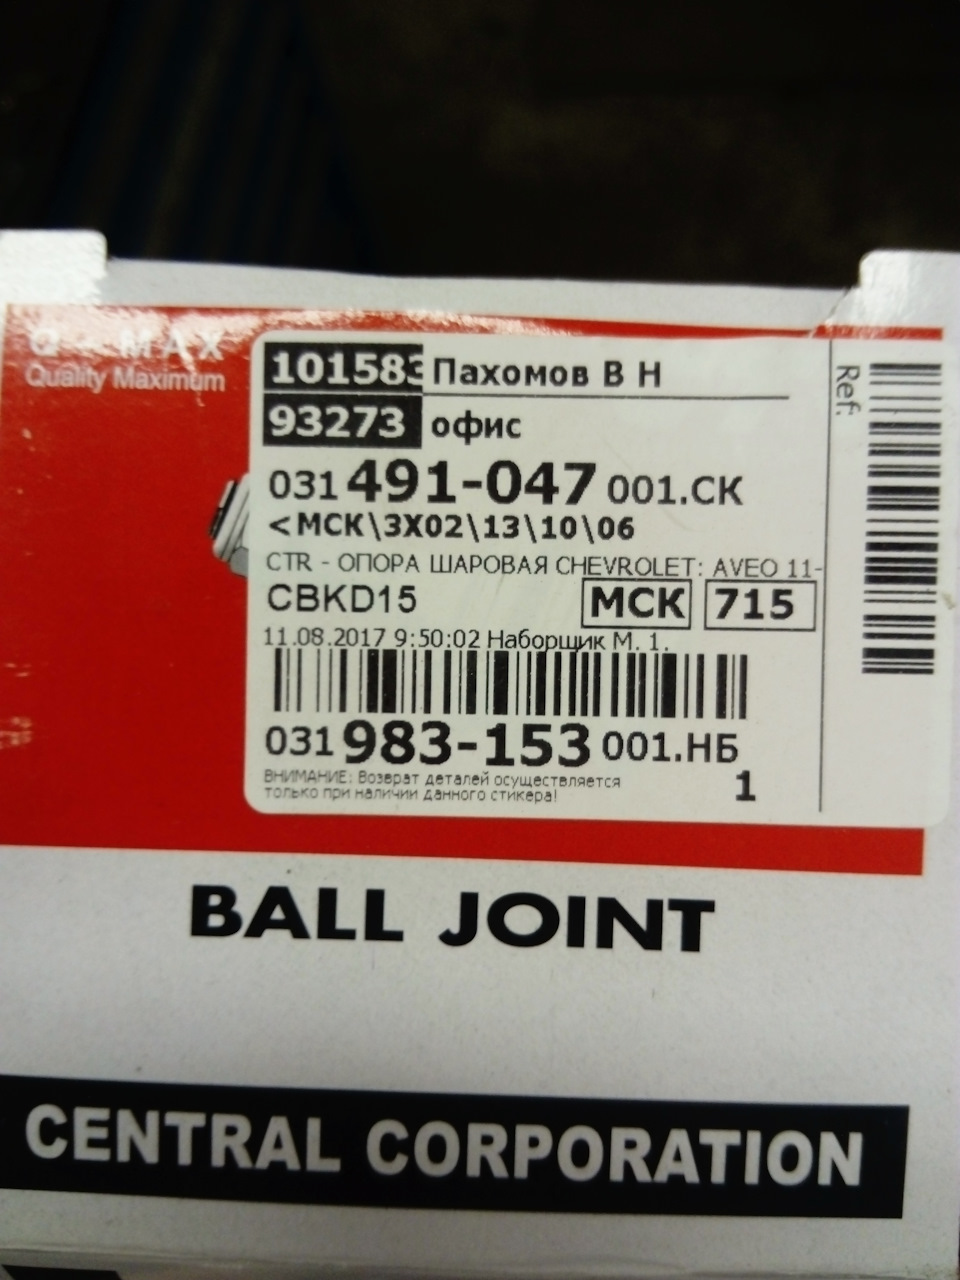 Q - MAX
Quality Maximum
101583 Пахомов В Н
93273 офис
031 491-047 001.СК
<МСК\3X02\13\10\06
CTR - ОПОРА ШАРОВАЯ CHEVROLET: AVEO 11-
CBKD15 МСК 715
11.08.2017 9:50:02 Наборщик М. 1.
031 983-153 001.НБ
ВНИМАНИЕ: Возврат деталей осуществляется
только при наличии данного стикера!
1
Ref:
BALL JOINT
CENTRAL CORPORATION